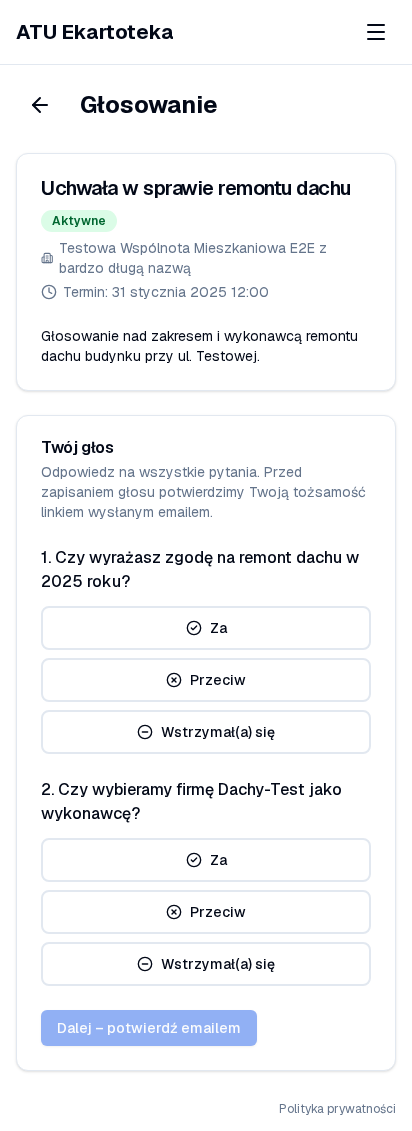 ATU Ekartoteka
Głosowanie
Uchwała w sprawie remontu dachu
Aktywne
Testowa Wspólnota Mieszkaniowa E2E z
bardzo długą nazwą
Termin: 31 stycznia 2025 12:00
Głosowanie nad zakresem i wykonawcą remontu
dachu budynku przy ul. Testowej.
Twój głos
Odpowiedz na wszystkie pytania. Przed
zapisaniem głosu potwierdzimy Twoją tożsamość
linkiem wysłanym emailem.
1. Czy wyrażasz zgodę na remont dachu w
2025 roku?
Za
Przeciw
Wstrzymał(a) się
2. Czy wybieramy firmę Dachy-Test jako
wykonawcę?
Za
Przeciw
Wstrzymał(a) się
Dalej – potwierdź emailem
Polityka prywatności